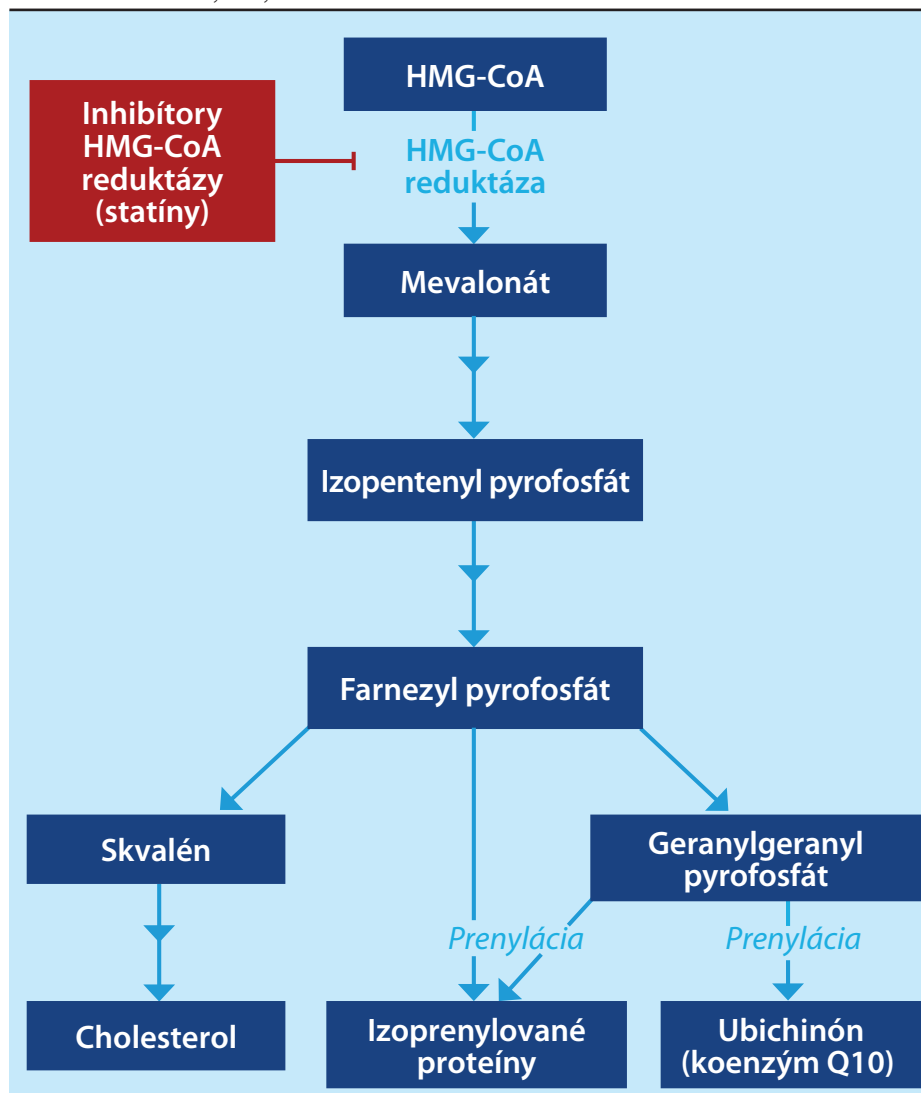 HMG-CoA
Inhibítory
HMG-CoA
reduktázy
(statíny)
HMG-CoA
reduktáza
Mevalonát
Izopentenyl pyrofosfát
Farnezyl pyrofosfát
Skvalén
Geranylgeranyl
pyrofosfát
Prenylácia
Prenylácia
Cholesterol
Izoprenylované
proteíny
Ubichinón
(koenzým Q10)